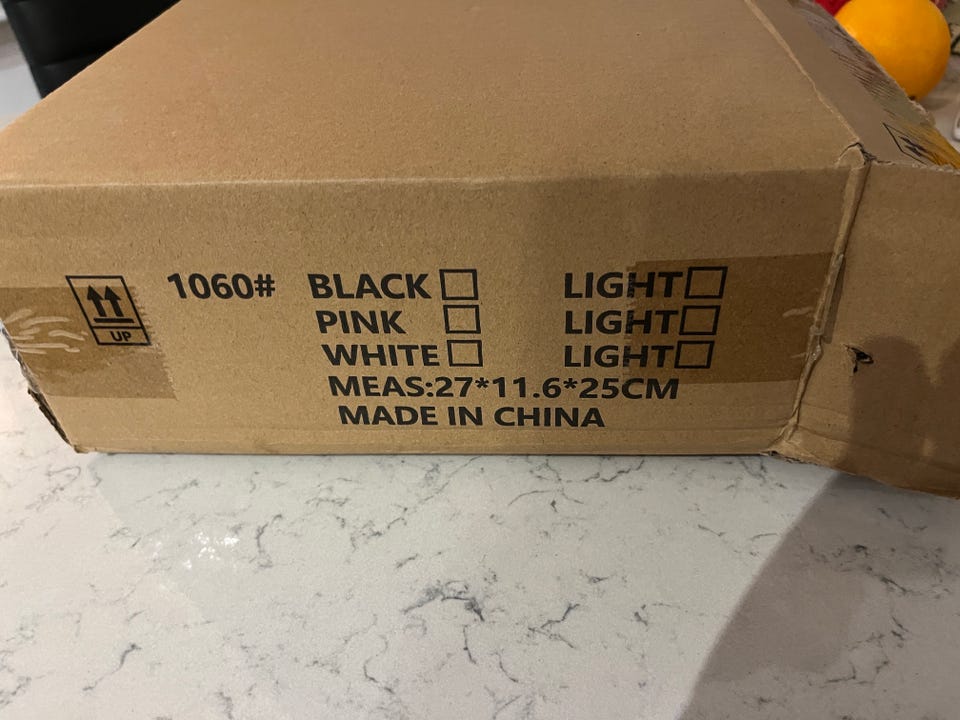 UP
1060# BLACK LIGHT
PINK LIGHT
WHITE LIGHT
MEAS:27*11.6*25CM
MADE IN CHINA